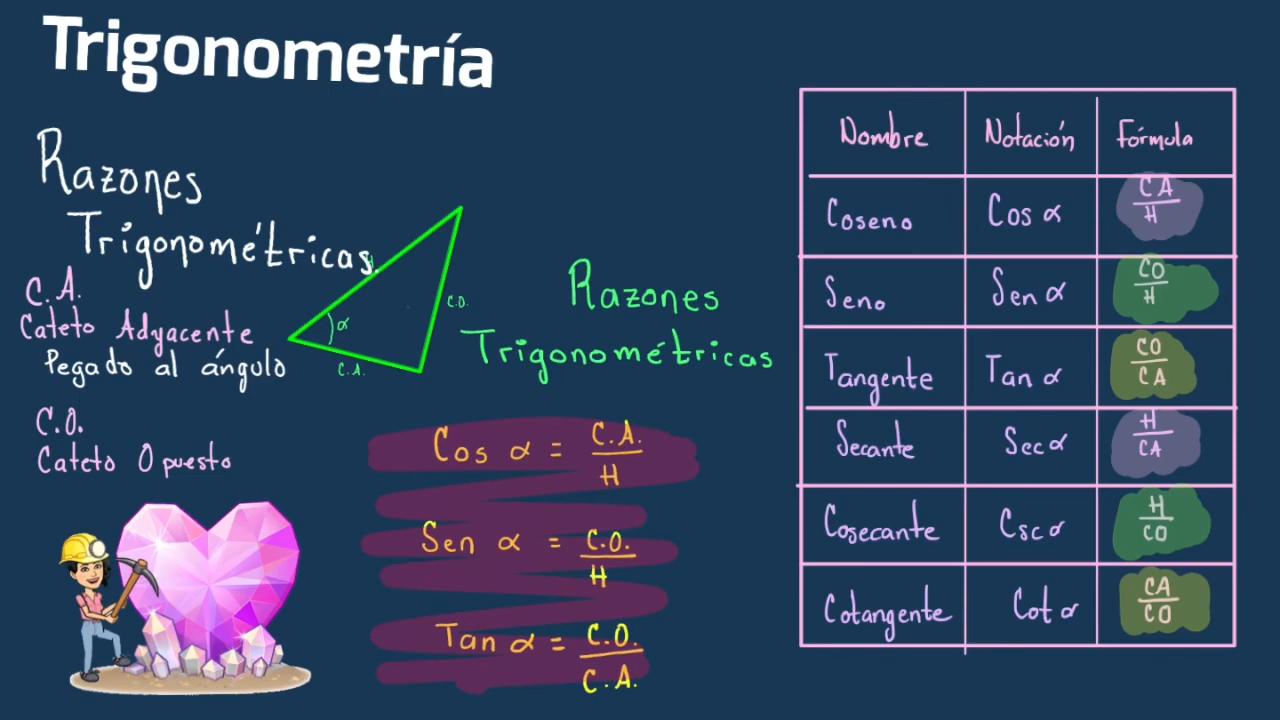 Trigonometría
Razones
Trigonométricas.
C.A.
Cateto Adyacente
Pegado al ángulo
C.O.
Cateto Opuesto
α
C.O.
C.A.
Razones
Trigonométricas
Cos α = C.A. / H
Sen α = C.O. / H
Tan α = C.O. / C.A.
Nombre Notación Fórmula
Coseno Cos α CA / H
Seno Sen α CO / H
Tangente Tan α CO / CA
Secante Sec α H / CA
Cosecante Csc α H / CO
Cotangente Cot α CA / CO